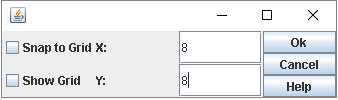 Snap to Grid X: 8 Ok
Cancel
Show Grid Y: 8
Help